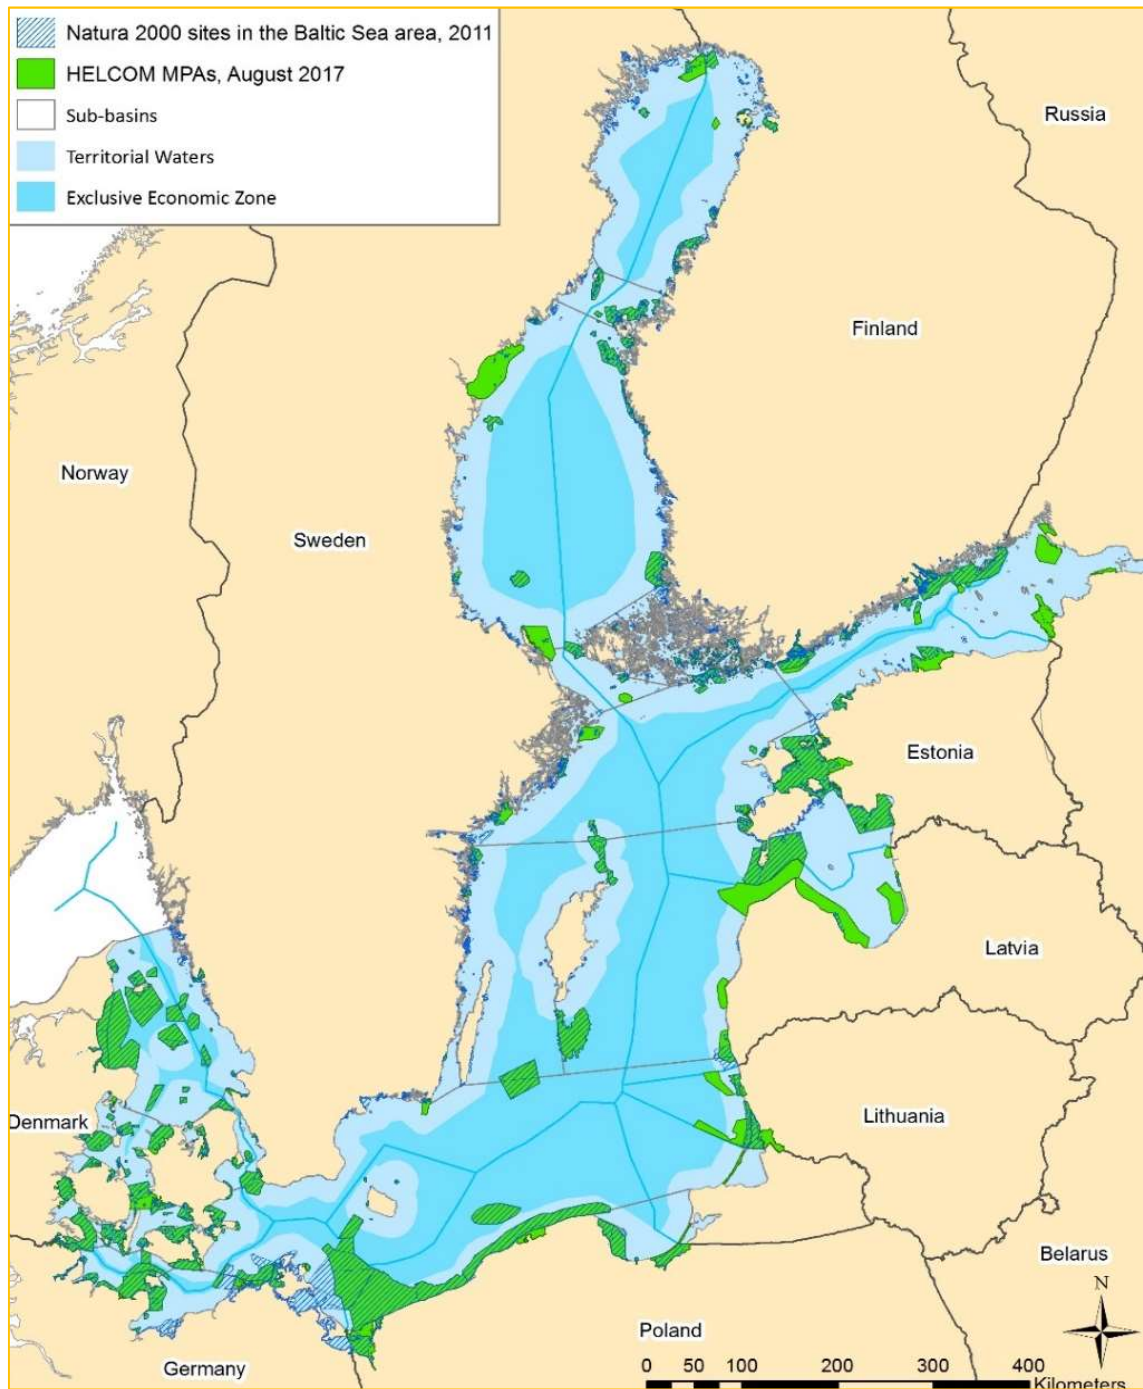 Natura 2000 sites in the Baltic Sea area, 2011
HELCOM MPAs, August 2017
Sub-basins
Territorial Waters
Exclusive Economic Zone
Russia
Finland
Norway
Sweden
Estonia
Latvia
Denmark
Lithuania
Belarus
N
Poland
Germany
0 50 100 200 300 400
Kilometers